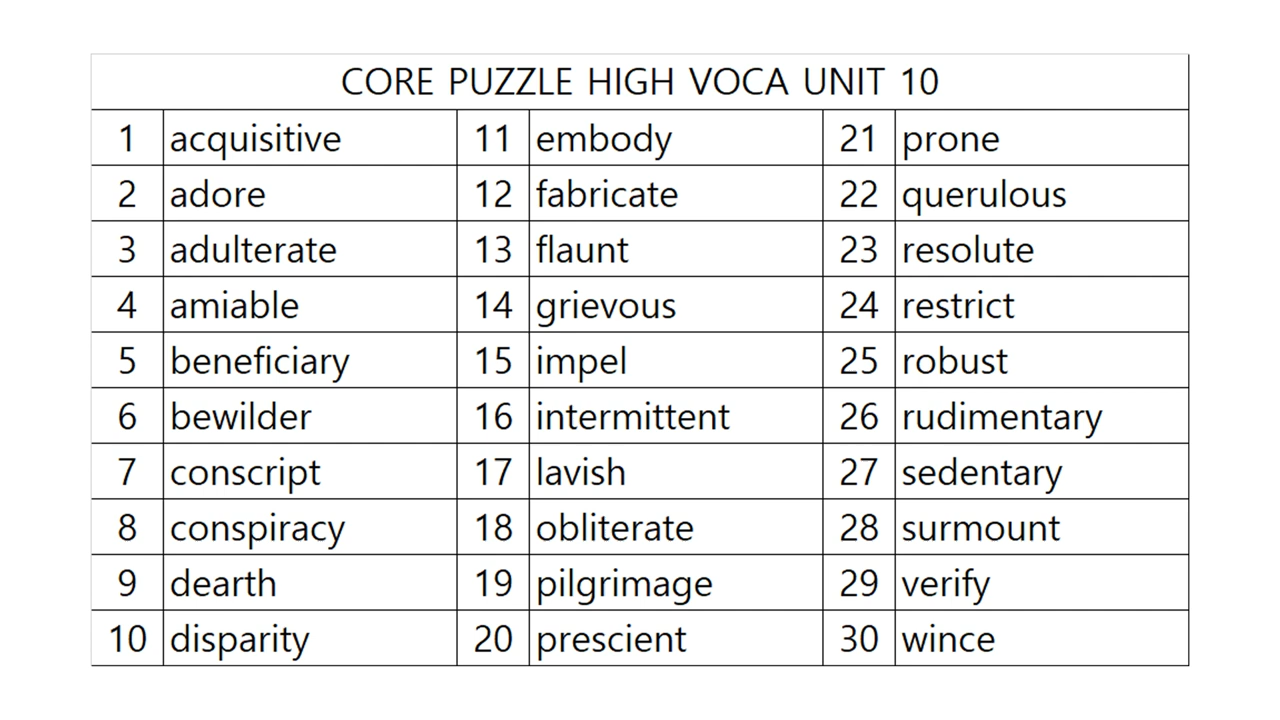 CORE PUZZLE HIGH VOCA UNIT 10
1 acquisitive 11 embody 21 prone
2 adore 12 fabricate 22 querulous
3 adulterate 13 flaunt 23 resolute
4 amiable 14 grievous 24 restrict
5 beneficiary 15 impel 25 robust
6 bewilder 16 intermittent 26 rudimentary
7 conscript 17 lavish 27 sedentary
8 conspiracy 18 obliterate 28 surmount
9 dearth 19 pilgrimage 29 verify
10 disparity 20 prescient 30 wince